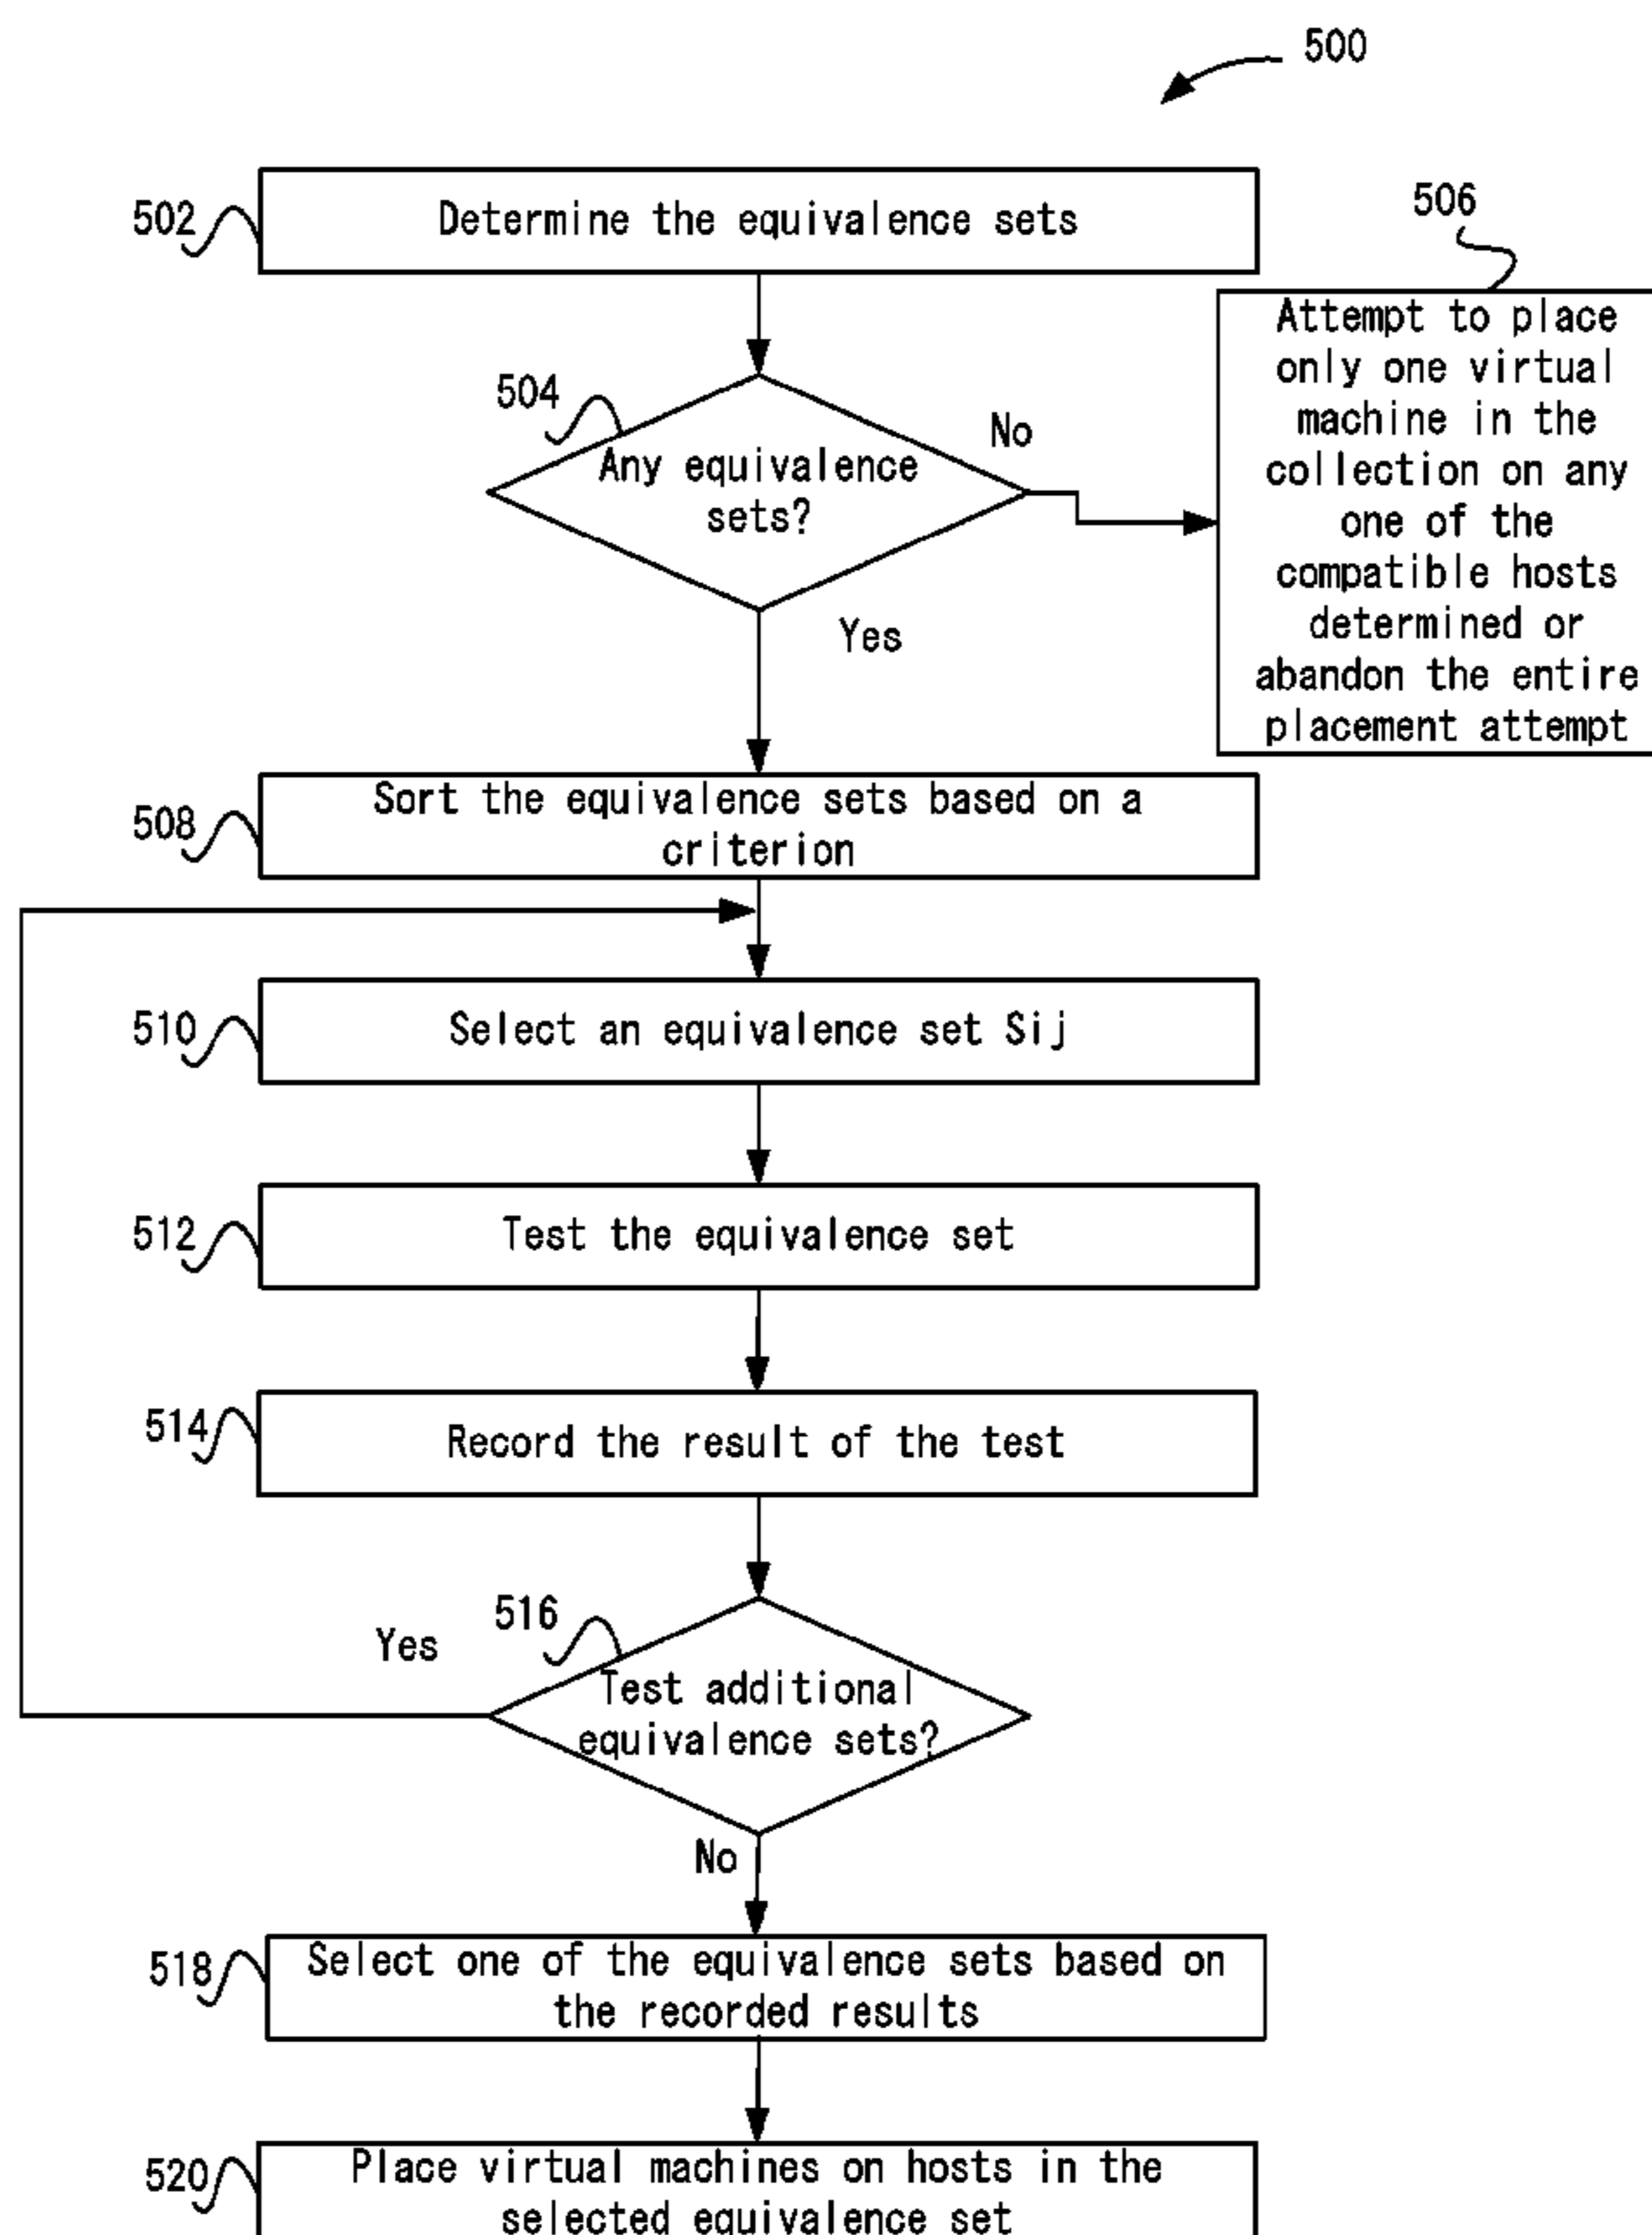 500
502
Determine the equivalence sets
506
Attempt to place
only one virtual
machine in the
collection on any
one of the
compatible hosts
determined or
abandon the entire
placement attempt
504
Any equivalence
sets?
No
Yes
508
Sort the equivalence sets based on a
criterion
510
Select an equivalence set Sij
512
Test the equivalence set
514
Record the result of the test
516
Test additional
equivalence sets?
Yes
No
518
Select one of the equivalence sets based on
the recorded results
520
Place virtual machines on hosts in the
selected equivalence set